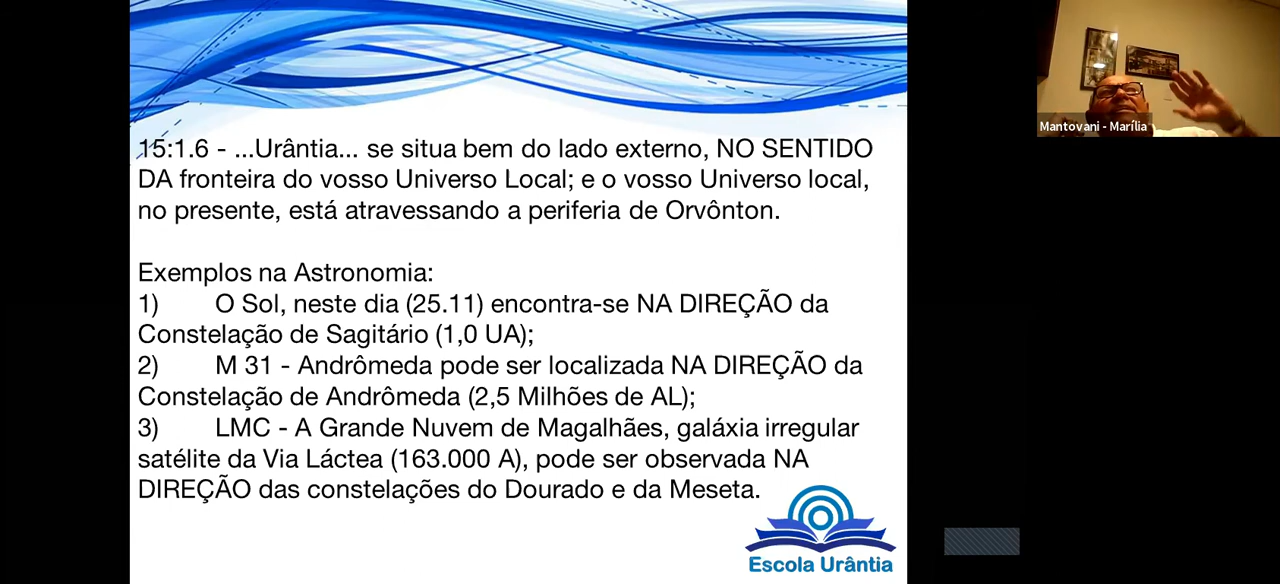 15:1.6 - ...Urântia... se situa bem do lado externo, NO SENTIDO
DA fronteira do vosso Universo Local; e o vosso Universo local,
no presente, está atravessando a periferia de Orvônton.
Exemplos na Astronomia:
1) O Sol, neste dia (25.11) encontra-se NA DIREÇÃO da
Constelação de Sagitário (1,0 UA);
2) M 31 - Andrômeda pode ser localizada NA DIREÇÃO da
Constelação de Andrômeda (2,5 Milhões de AL);
3) LMC - A Grande Nuvem de Magalhães, galáxia irregular
satélite da Via Láctea (163.000 A), pode ser observada NA
DIREÇÃO das constelações do Dourado e da Meseta.
Escola Urântia
Mantovani - Marília